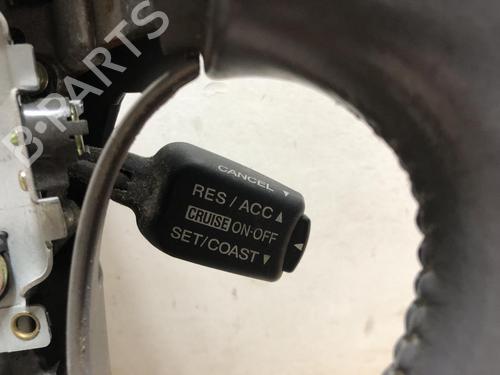 B-PARTS
CANCEL ▼
RES/ACC ▲
CRUISE ON·OFF
SET/COAST ▼
◄